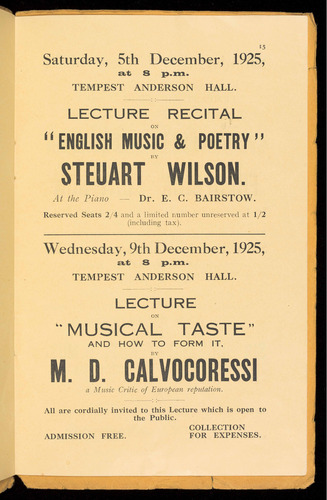 15
Saturday, 5th December, 1925,
at 8 p.m.
TEMPEST ANDERSON HALL.
LECTURE RECITAL
ON
"ENGLISH MUSIC & POETRY"
BY
STEUART WILSON.
At the Piano — Dr. E. C. BAIRSTOW.
Reserved Seats 2/4 and a limited number unreserved at 1/2
(including tax).
Wednesday, 9th December, 1925,
at 8 p.m.
TEMPEST ANDERSON HALL.
LECTURE
ON
"MUSICAL TASTE"
AND HOW TO FORM IT.
BY
M. D. CALVOCORESSI
a Music Critic of European reputation.
All are cordially invited to this Lecture which is open to
the Public.
ADMISSION FREE. COLLECTION
FOR EXPENSES.